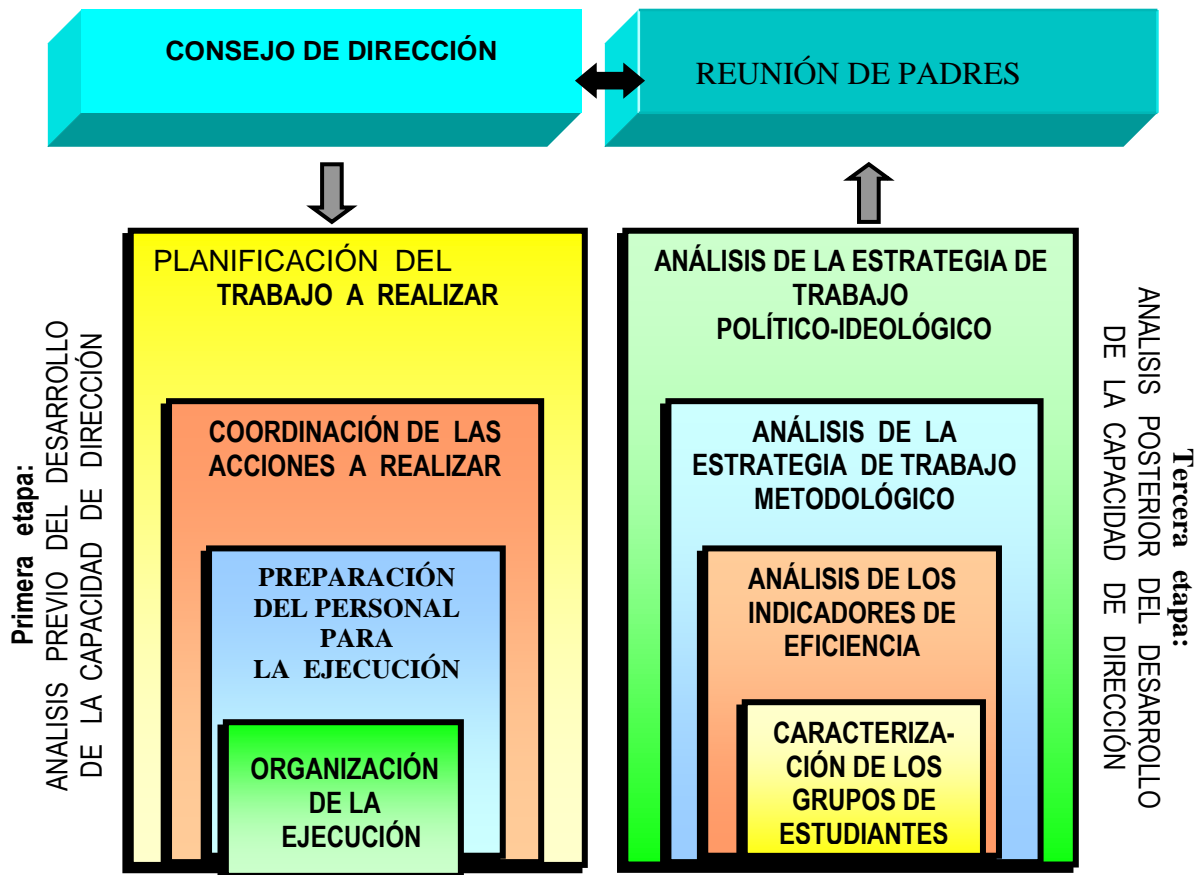 CONSEJO DE DIRECCIÓN
REUNIÓN DE PADRES
Primera etapa:
ANALISIS PREVIO DEL DESARROLLO
DE LA CAPACIDAD DE DIRECCIÓN
PLANIFICACIÓN DEL
TRABAJO A REALIZAR
COORDINACIÓN DE LAS
ACCIONES A REALIZAR
PREPARACIÓN
DEL PERSONAL
PARA
LA EJECUCIÓN
ORGANIZACIÓN
DE LA
EJECUCIÓN
ANÁLISIS DE LA ESTRATEGIA DE
TRABAJO
POLÍTICO-IDEOLÓGICO
ANÁLISIS DE LA
ESTRATEGIA DE TRABAJO
METODOLÓGICO
ANÁLISIS DE LOS
INDICADORES DE
EFICIENCIA
CARACTERIZA-
CIÓN DE LOS
GRUPOS DE
ESTUDIANTES
Tercera etapa:
ANALISIS POSTERIOR DEL DESARROLLO
DE LA CAPACIDAD DE DIRECCIÓN